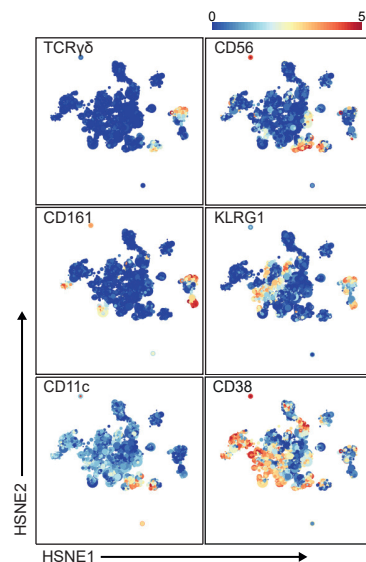 0 5
TCRγδ CD56
CD161 KLRG1
CD11c CD38
HSNE2
HSNE1